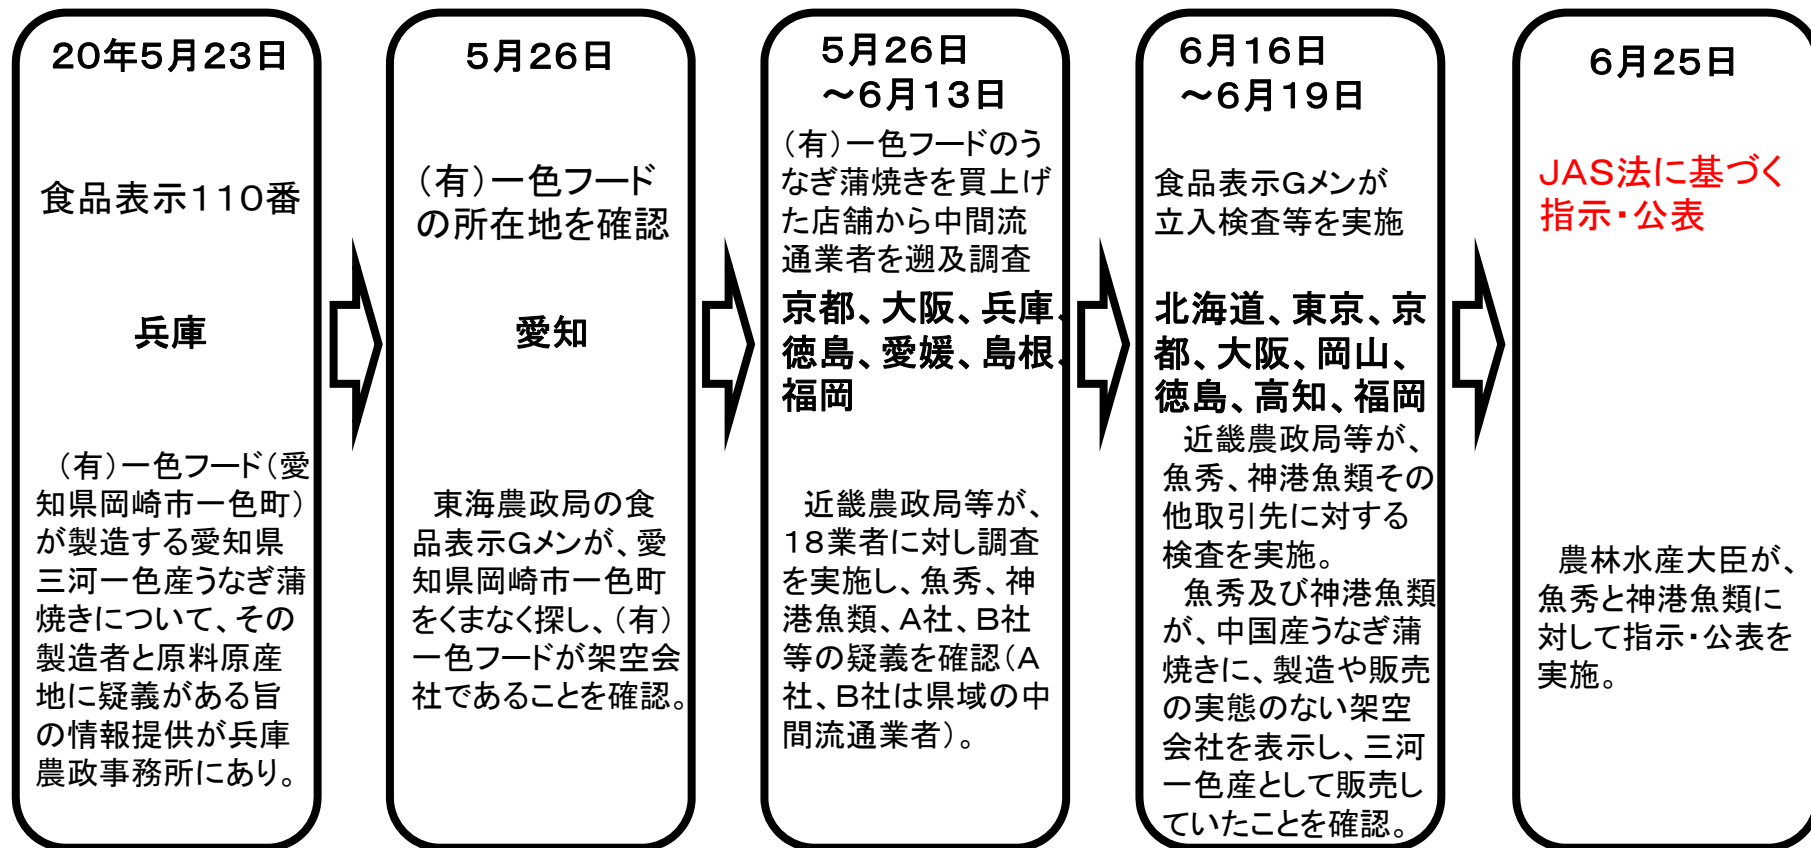 20年5月23日
食品表示110番
兵庫
(有)一色フード(愛
知県岡崎市一色町)
が製造する愛知県
三河一色産うなぎ蒲
焼きについて、その
製造者と原料原産
地に疑義がある旨
の情報提供が兵庫
農政事務所にあり。
5月26日
(有)一色フード
の所在地を確認
愛知
東海農政局の食
品表示Gメンが、愛
知県岡崎市一色町
をくまなく探し、(有)
一色フードが架空会
社であることを確認。
5月26日
～6月13日
(有)一色フードのう
なぎ蒲焼きを買上げ
た店舗から中間流
通業者を遡及調査
京都、大阪、兵庫、
徳島、愛媛、島根、
福岡
近畿農政局等が、
18業者に対し調査
を実施し、魚秀、神
港魚類、A社、B社
等の疑義を確認(A
社、B社は県域の中
間流通業者)。
6月16日
～6月19日
食品表示Gメンが
立入検査等を実施
北海道、東京、京
都、大阪、岡山、
徳島、高知、福岡
近畿農政局等が、
魚秀、神港魚類その
他取引先に対する
検査を実施。
魚秀及び神港魚類
が、中国産うなぎ蒲
焼きに、製造や販売
の実態のない架空
会社を表示し、三河
一色産として販売し
ていたことを確認。
6月25日
JAS法に基づく
指示・公表
農林水産大臣が、
魚秀と神港魚類に
対して指示・公表を
実施。